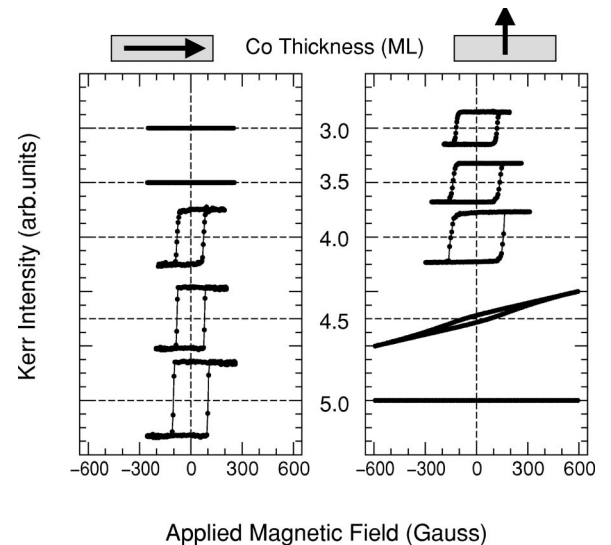 Co Thickness (ML)
Kerr Intensity (arb.units)
3.0
3.5
4.0
4.5
5.0
−600 −300 0 300 600
−600 −300 0 300 600
Applied Magnetic Field (Gauss)